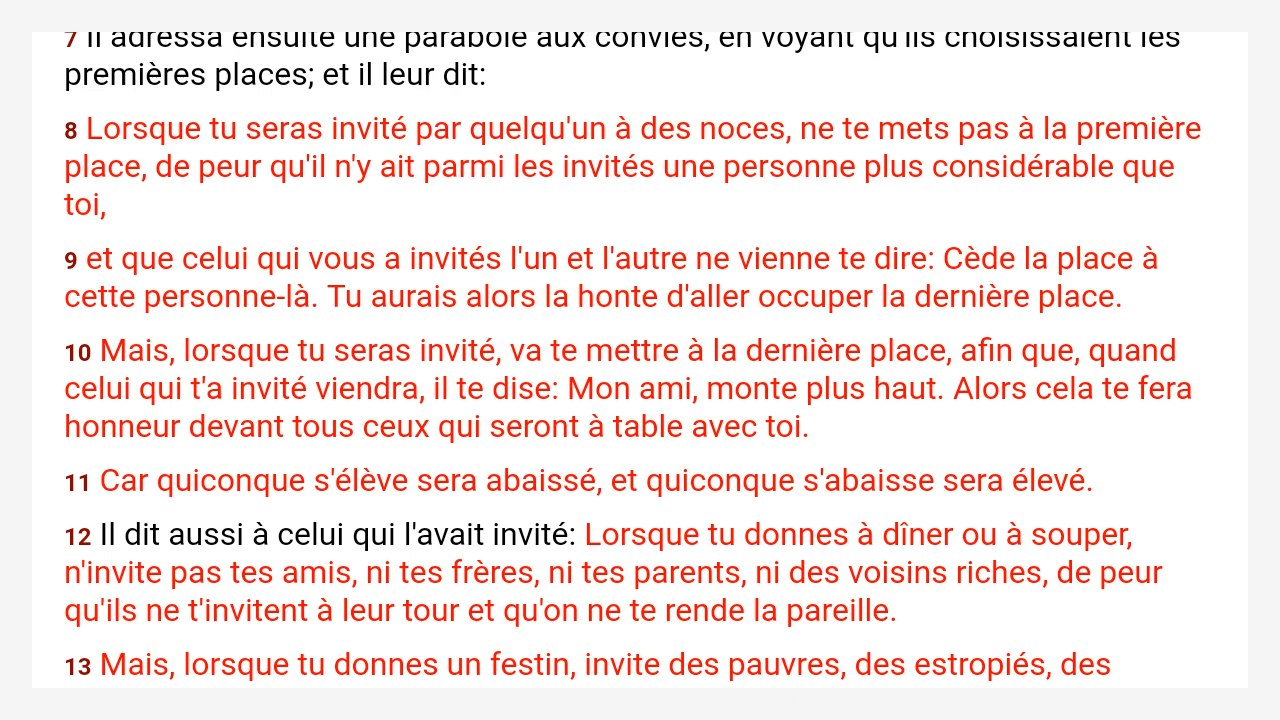 7 Il adressa ensuite une parabole aux conviés, en voyant qu'ils choisissaient les
premières places; et il leur dit:
8 Lorsque tu seras invité par quelqu'un à des noces, ne te mets pas à la première
place, de peur qu'il n'y ait parmi les invités une personne plus considérable que
toi,
9 et que celui qui vous a invités l'un et l'autre ne vienne te dire: Cède la place à
cette personne-là. Tu aurais alors la honte d'aller occuper la dernière place.
10 Mais, lorsque tu seras invité, va te mettre à la dernière place, afin que, quand
celui qui t'a invité viendra, il te dise: Mon ami, monte plus haut. Alors cela te fera
honneur devant tous ceux qui seront à table avec toi.
11 Car quiconque s'élève sera abaissé, et quiconque s'abaisse sera élevé.
12 Il dit aussi à celui qui l'avait invité: Lorsque tu donnes à dîner ou à souper,
n'invite pas tes amis, ni tes frères, ni tes parents, ni des voisins riches, de peur
qu'ils ne t'invitent à leur tour et qu'on ne te rende la pareille.
13 Mais, lorsque tu donnes un festin, invite des pauvres, des estropiés, des